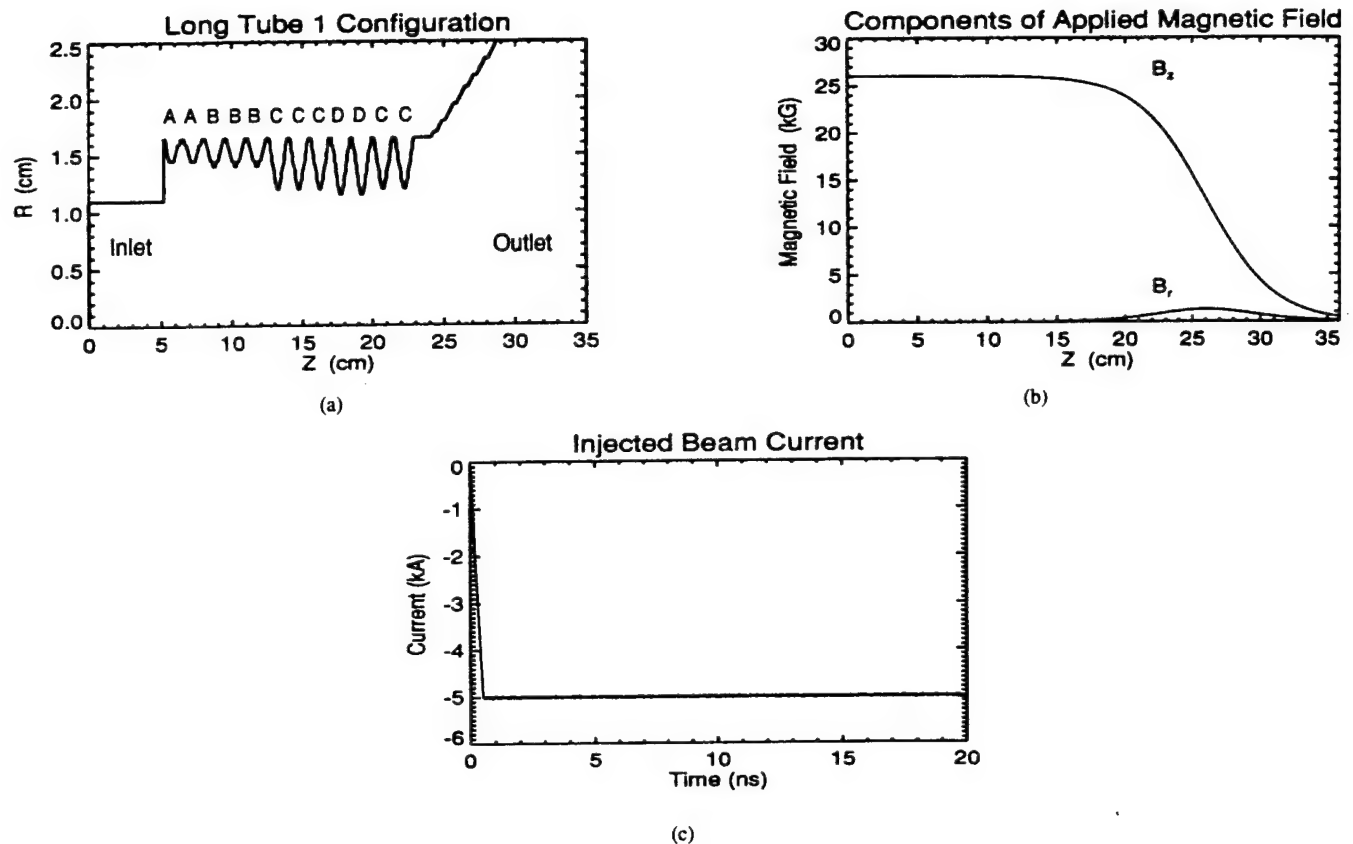 Long Tube 1 Configuration
2.5
2.0
1.5
1.0
0.5
0.0
R (cm)
A A B B B C C C D D C C
Inlet
Outlet
0 5 10 15 20 25 30 35
Z (cm)
(a)
Components of Applied Magnetic Field
30
25
20
15
10
5
0
Magnetic Field (kG)
Bz
Br
0 5 10 15 20 25 30 35
Z (cm)
(b)
Injected Beam Current
0
-1
-2
-3
-4
-5
-6
Current (kA)
0 5 10 15 20
Time (ns)
(c)